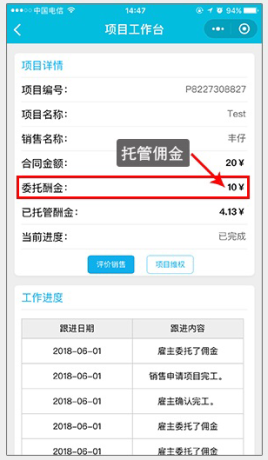 中国电信 14:47
项目工作台
项目详情
项目编号： P8227308827
项目名称： Test
销售名称： 丰仔
托管佣金
合同金额： 20 ¥
委托酬金： 10 ¥
已托管酬金： 4.13 ¥
当前进度： 已完成
评价销售 项目维权
工作进度
跟进日期 跟进内容
2018-06-01 雇主委托了佣金
2018-06-01 销售申请项目完工。
2018-06-01 雇主确认完工。
2018-06-01 雇主委托了佣金
2018-06-01 雇主委托了佣金